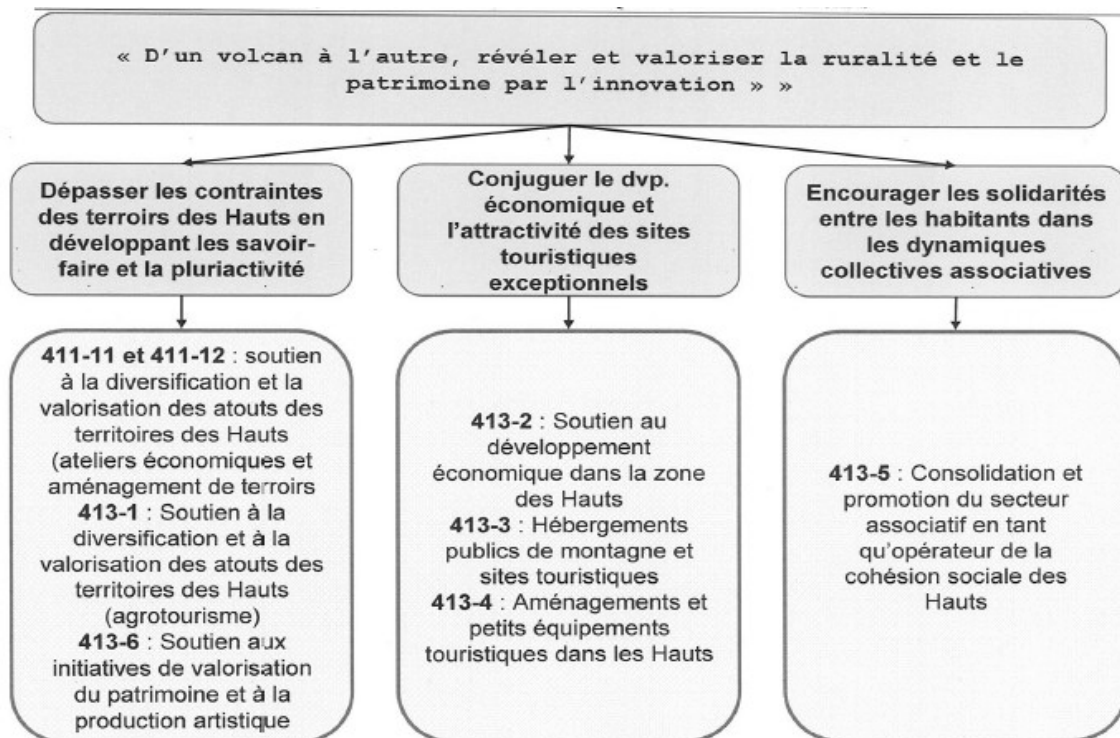 « D'un volcan à l'autre, révéler et valoriser la ruralité et le
patrimoine par l'innovation » »
Dépasser les contraintes
des terroirs des Hauts en
développant les savoir-
faire et la pluriactivité
Conjuguer le dvp.
économique et
l'attractivité des sites
touristiques
exceptionnels
Encourager les solidarités
entre les habitants dans
les dynamiques
collectives associatives
411-11 et 411-12 : soutien
à la diversification et la
valorisation des atouts des
territoires des Hauts
(ateliers économiques et
aménagement de terroirs
413-1 : Soutien à la
diversification et à la
valorisation des atouts des
territoires des Hauts
(agrotourisme)
413-6 : Soutien aux
initiatives de valorisation
du patrimoine et à la
production artistique
413-2 : Soutien au
développement
économique dans la zone
des Hauts
413-3 : Hébergements
publics de montagne et
sites touristiques
413-4 : Aménagements et
petits équipements
touristiques dans les Hauts
413-5 : Consolidation et
promotion du secteur
associatif en tant
qu'opérateur de la
cohésion sociale des
Hauts